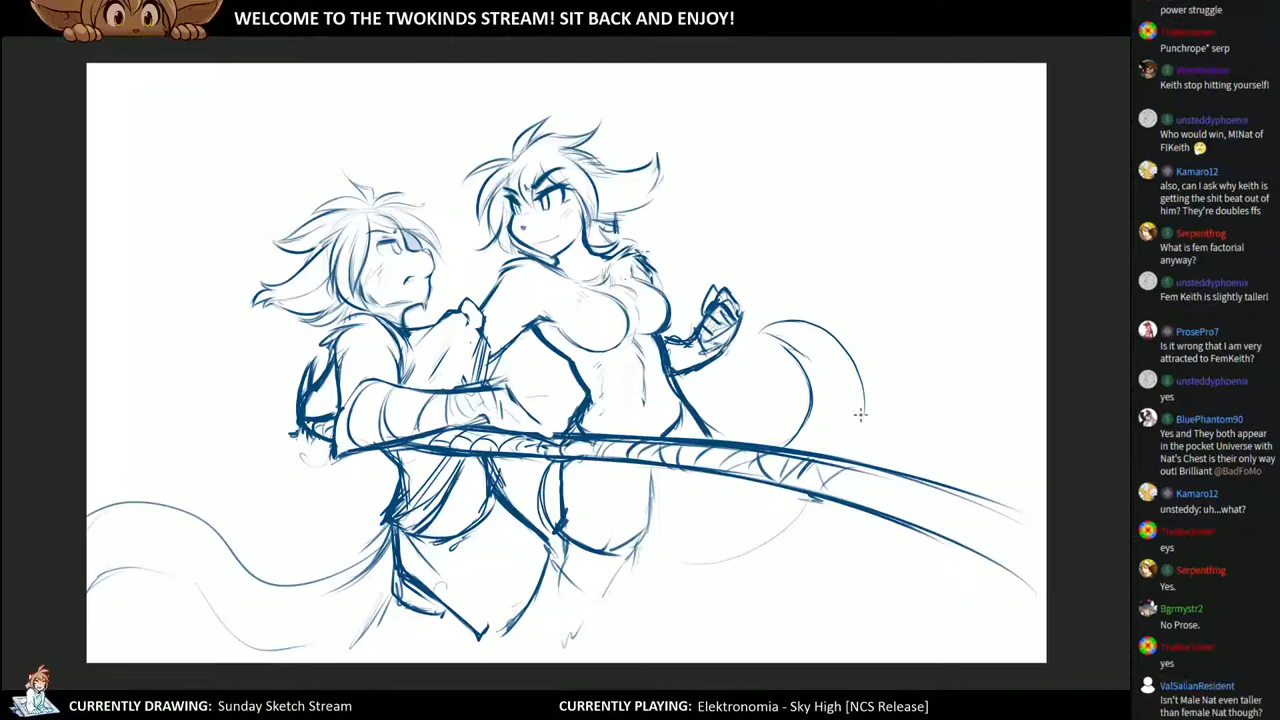 WELCOME TO THE TWOKINDS STREAM! SIT BACK AND ENJOY!
power struggle
Punchrope* serp
Keith stop hitting yourself!
unsteddyphoenix
Who would win, M!Nat of
F!Keith
Kamaro12
also, can I ask why keith is
getting the shit beat out of
him? They're doubles ffs
Serpentfrog
What is fem factorial
anyway?
unsteddyphoenix
Fem Keith is slightly taller!
ProsePro7
Is it wrong that I am very
attracted to FemKeith?
unsteddyphoenix
yes
BluePhantom90
Yes and They both appear
in the pocket Universe with
Nat's Chest is their only way
out! Brilliant @BadFoMo
Kamaro12
unsteddy: uh...what?
eys
Serpentfrog
Yes.
Bgrmystr2
No Prose.
yes
ValSalianResident
Isn't Male Nat even taller
than female Nat though?
CURRENTLY DRAWING: Sunday Sketch Stream
CURRENTLY PLAYING: Elektronomia - Sky High [NCS Release]